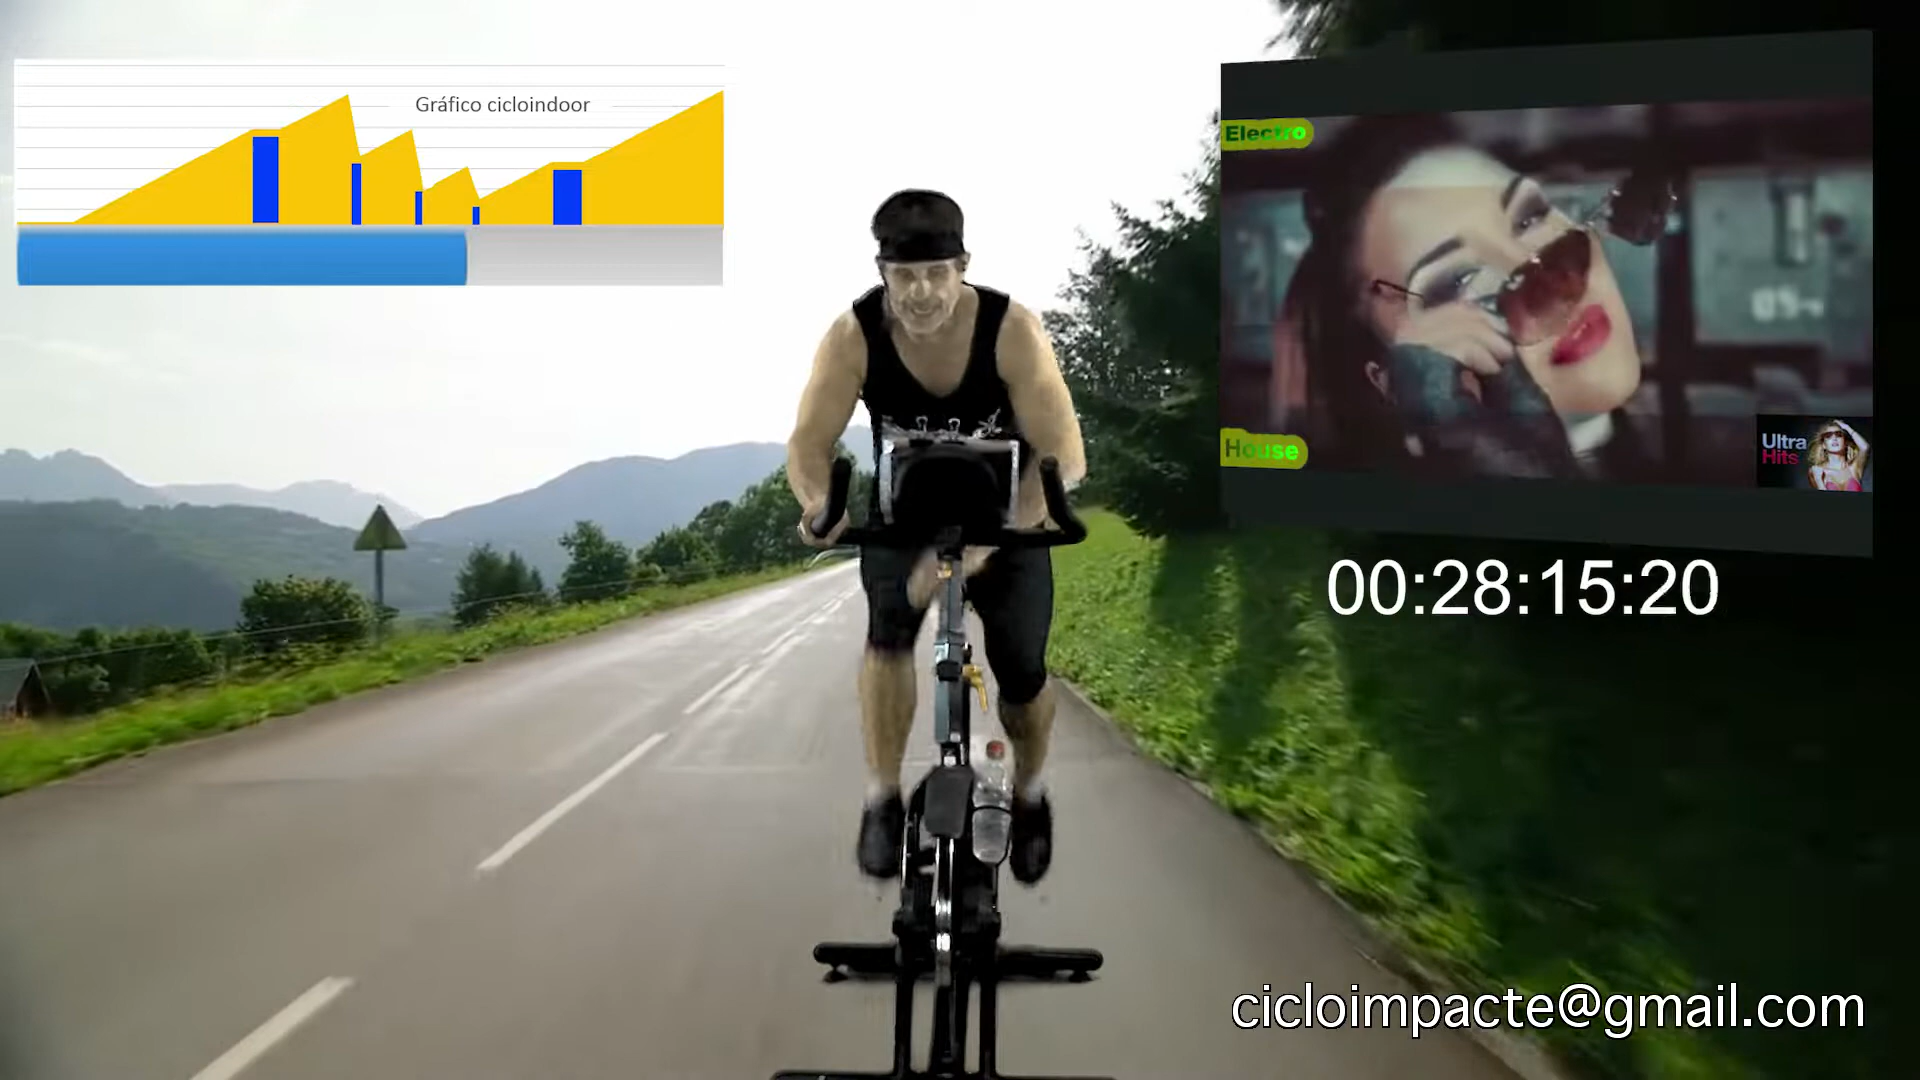 Gráfico cicloindoor
Electro
House
Ultra
Hits
00:28:15:20
cicloimpacte@gmail.com